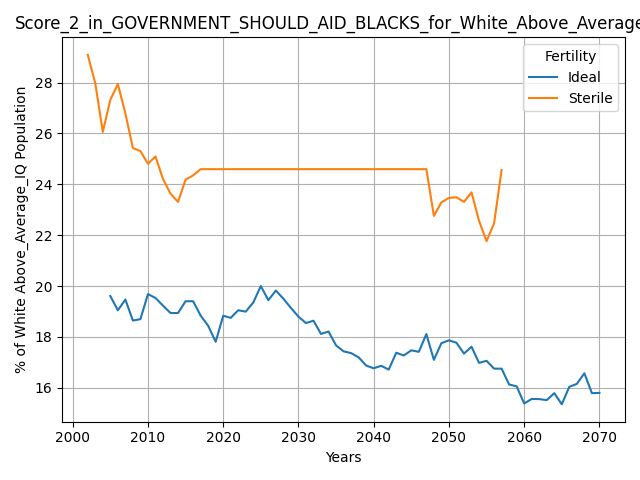 Score_2_in_GOVERNMENT_SHOULD_AID_BLACKS_for_White_Above_Average
Fertility
Ideal
Sterile
% of White Above_Average_IQ Population
28
26
24
22
20
18
16
2000 2010 2020 2030 2040 2050 2060 2070
Years